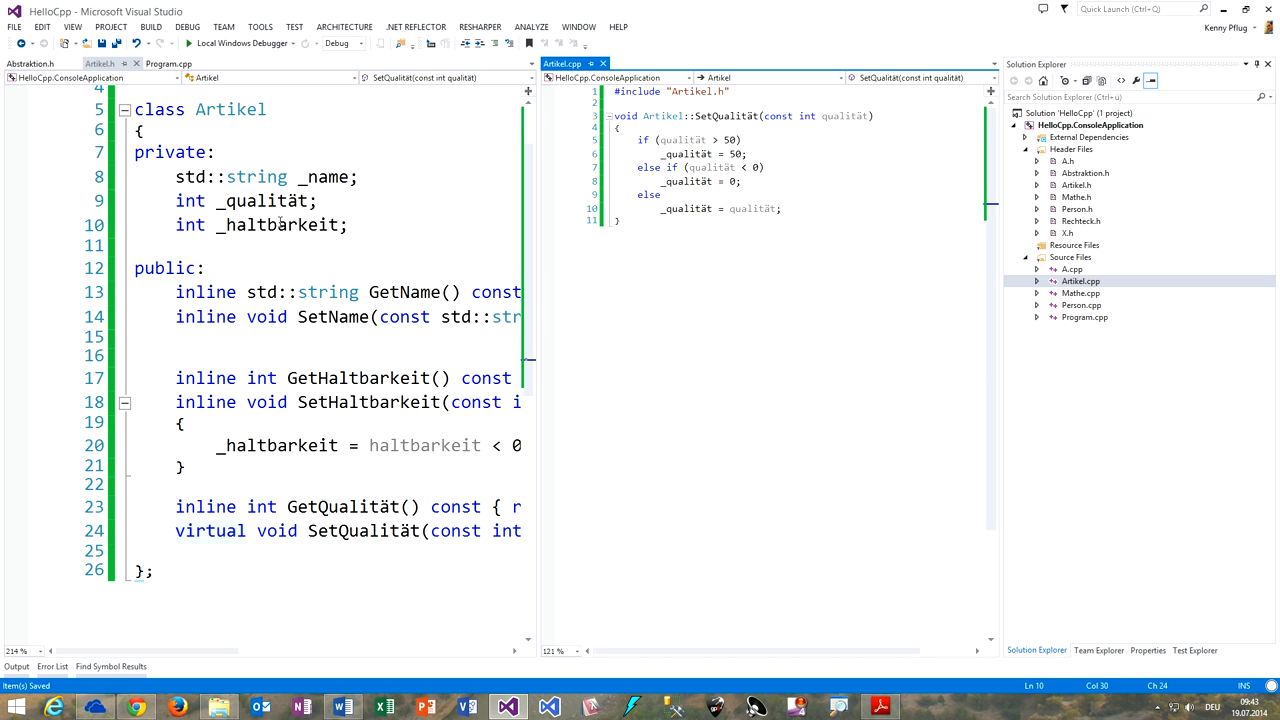 HelloCpp - Microsoft Visual Studio
Quick Launch (Ctrl+Q)
FILE EDIT VIEW PROJECT BUILD DEBUG TEAM TOOLS TEST ARCHITECTURE .NET REFLECTOR RESHARPER ANALYZE WINDOW HELP
Kenny Pflug
Local Windows Debugger
Debug
Abstraktion.h Artikel.h Program.cpp
HelloCpp.ConsoleApplication Artikel SetQualität(const int qualität)
4
5 class Artikel
6 {
7 private:
8 std::string _name;
9 int _qualität;
10 int _haltbarkeit;
11
12 public:
13 inline std::string GetName() const
14 inline void SetName(const std::str
15
16
17 inline int GetHaltbarkeit() const
18 inline void SetHaltbarkeit(const i
19 {
20 _haltbarkeit = haltbarkeit < 0
21 }
22
23 inline int GetQualität() const { r
24 virtual void SetQualität(const int
25
26 };
214 %
Artikel.cpp
HelloCpp.ConsoleApplication Artikel SetQualität(const int qualität)
1 #include "Artikel.h"
2
3 void Artikel::SetQualität(const int qualität)
4 {
5 if (qualität > 50)
6 _qualität = 50;
7 else if (qualität < 0)
8 _qualität = 0;
9 else
10 _qualität = qualität;
11 }
121 %
Solution Explorer
Search Solution Explorer (Ctrl+ü)
Solution 'HelloCpp' (1 project)
HelloCpp.ConsoleApplication
External Dependencies
Header Files
A.h
Abstraktion.h
Artikel.h
Mathe.h
Person.h
Rechteck.h
X.h
Resource Files
Source Files
A.cpp
Artikel.cpp
Mathe.cpp
Person.cpp
Program.cpp
Solution Explorer Team Explorer Properties Test Explorer
Output Error List Find Symbol Results
Item(s) Saved
Ln 10 Col 30 Ch 24 INS
DEU
09:43
19.07.2014